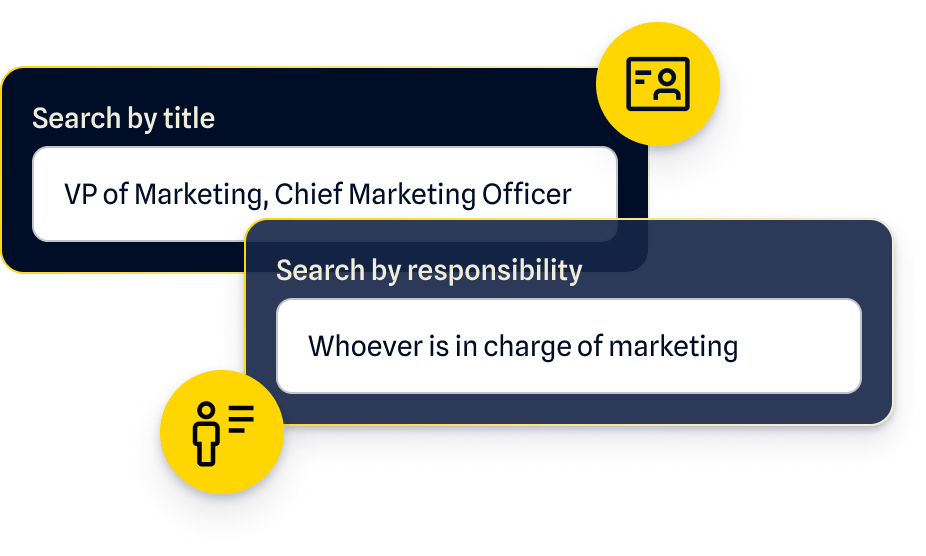 Search by title
VP of Marketing, Chief Marketing Officer
Search by responsibility
Whoever is in charge of marketing